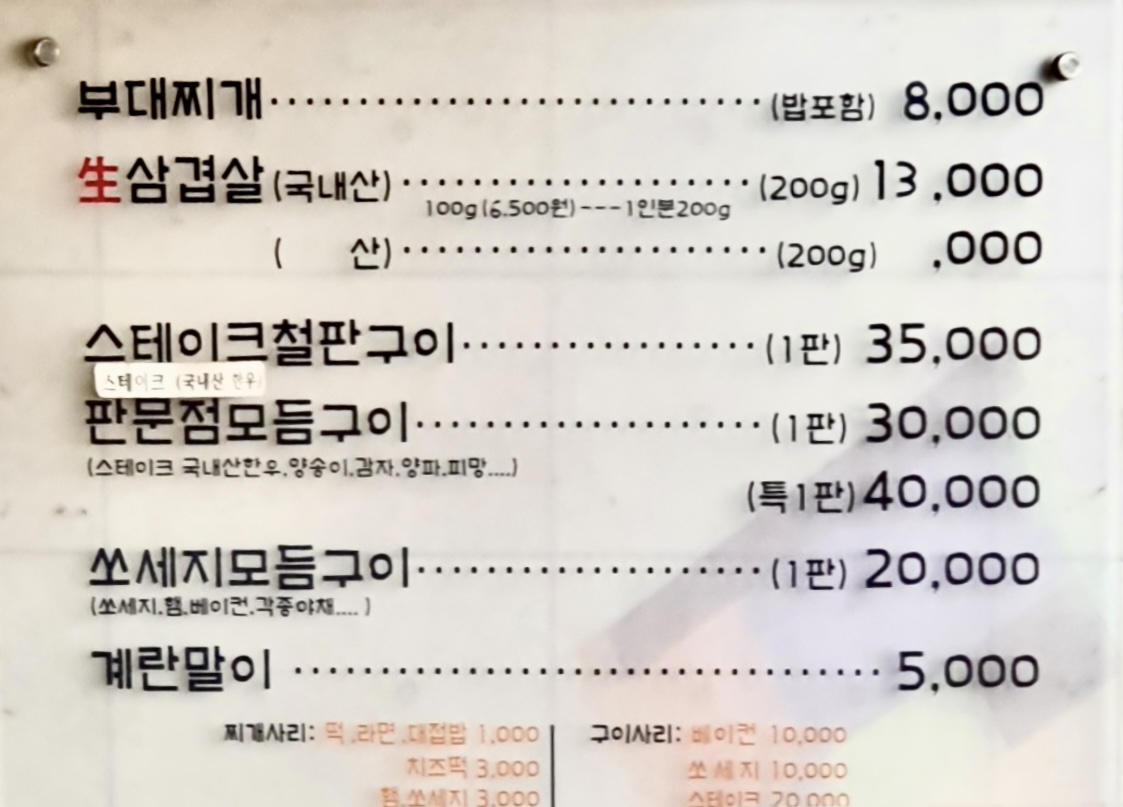 부대찌개 (밥포함) 8,000
生삼겹살 (국내산) (200g) 13,000
100g (6,500원)---1인분200g
( 산) (200g) ,000
스테이크철판구이 (1판) 35,000
스테이크 (국내산 한우)
판문점모듬구이 (1판) 30,000
(스테이크 국내산한우.양송이.감자.양파.피망....)
(특1판) 40,000
쏘세지모듬구이 (1판) 20,000
(쏘세지.햄.베이컨.각종야채.... )
계란말이 5,000
찌개사리: 떡.라면.대접밥 1,000 구이사리: 베이컨 10,000
치즈떡 3,000 쏘세지 10,000
햄.쏘세지 3,000 스테이크 20,000